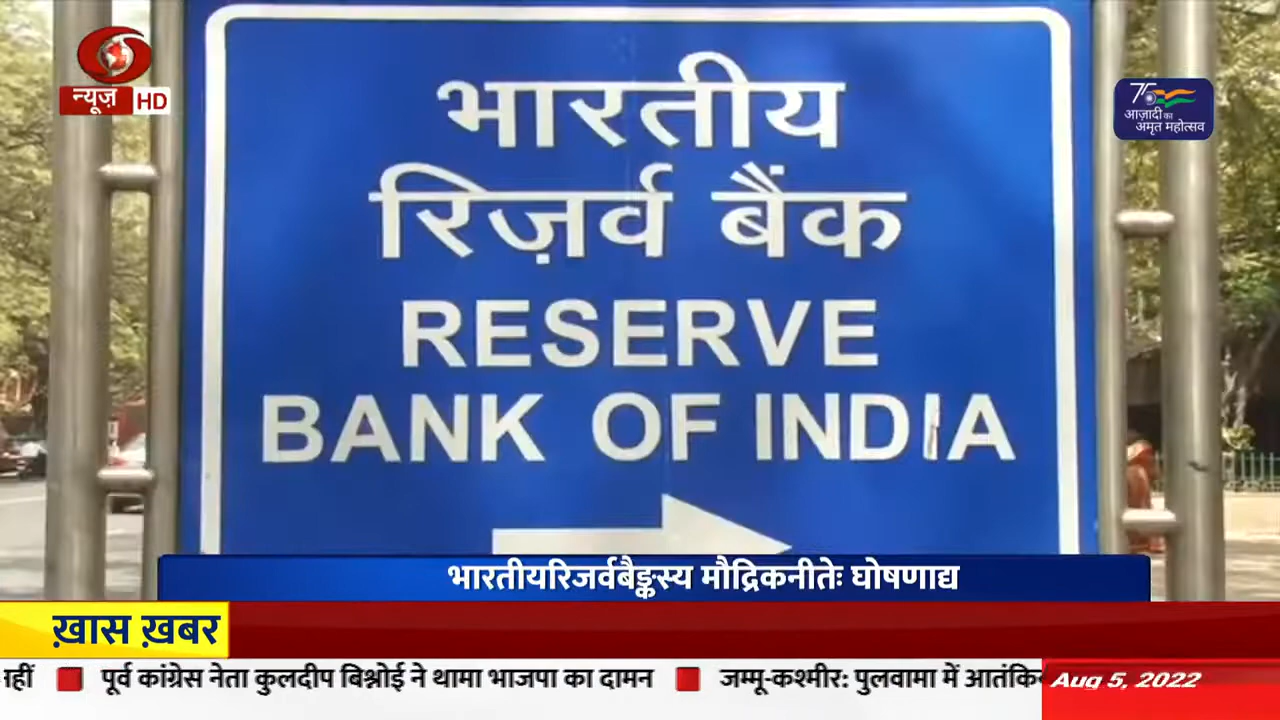 न्यूज़ HD
75
आज़ादी का
अमृत महोत्सव
भारतीय
रिज़र्व बैंक
RESERVE
BANK OF INDIA
भारतीयरिजर्वबैङ्कस्य मौद्रिकनीतेः घोषणाद्य
ख़ास ख़बर
पूर्व कांग्रेस नेता कुलदीप बिश्नोई ने थामा भाजपा का दामन
जम्मू-कश्मीर: पुलवामा में
Aug 5, 2022